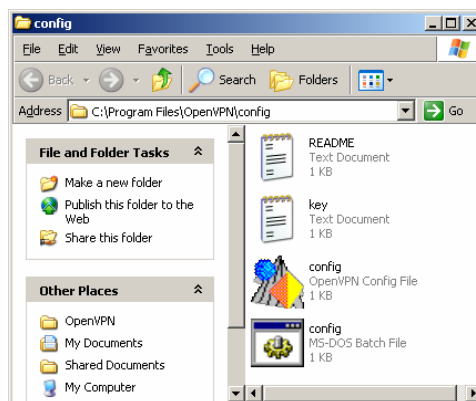 config
File Edit View Favorites Tools Help
Back Search Folders
Address C:\Program Files\OpenVPN\config Go
File and Folder Tasks
Make a new folder
Publish this folder to the
Web
Share this folder
Other Places
OpenVPN
My Documents
Shared Documents
My Computer
README
Text Document
1 KB
key
Text Document
1 KB
config
OpenVPN Config File
1 KB
config
MS-DOS Batch File
1 KB